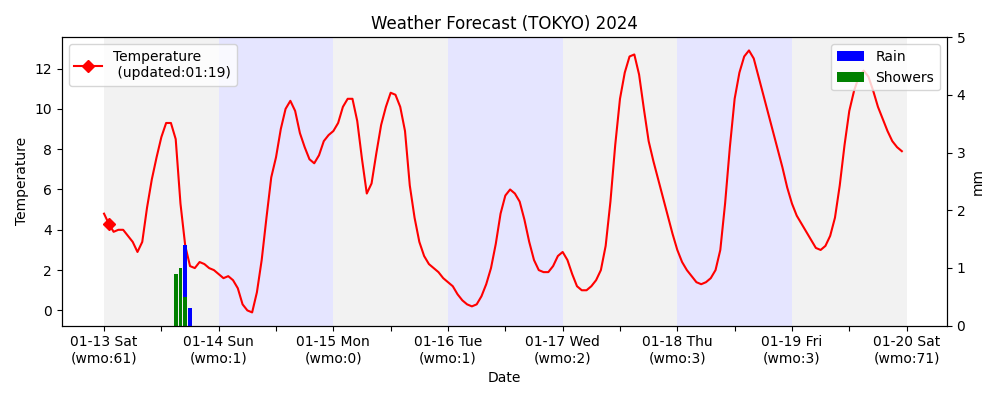 Weather Forecast (TOKYO) 2024
Temperature
(updated:01:19)
Rain
Showers
12
10
8
6
4
2
0
Temperature
5
4
3
2
1
0
mm
01-13 Sat
(wmo:61)
01-14 Sun
(wmo:1)
01-15 Mon
(wmo:0)
01-16 Tue
(wmo:1)
01-17 Wed
(wmo:2)
01-18 Thu
(wmo:3)
01-19 Fri
(wmo:3)
01-20 Sat
(wmo:71)
Date